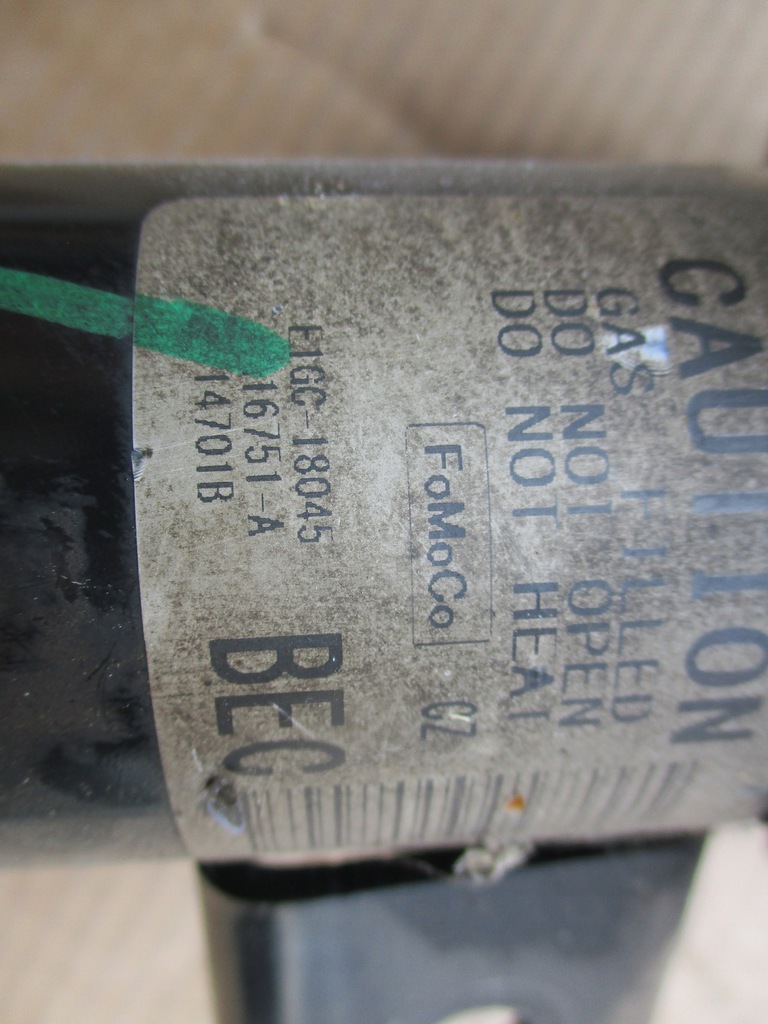 CAUTION
GAS FILLED
DO NOT OPEN
DO NOT HEAT
FoMoCo CZ
E1GC-18045
16751-A
14701B
BEC